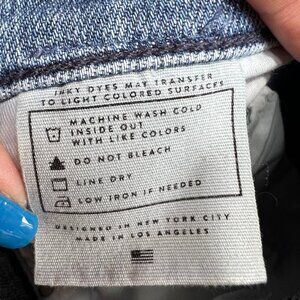 INKY DYES MAY TRANSFER
TO LIGHT COLORED SURFACES
MACHINE WASH COLD
INSIDE OUT
WITH LIKE COLORS
DO NOT BLEACH
LINE DRY
LOW IRON IF NEEDED
DESIGNED IN NEW YORK CITY
MADE IN LOS ANGELES